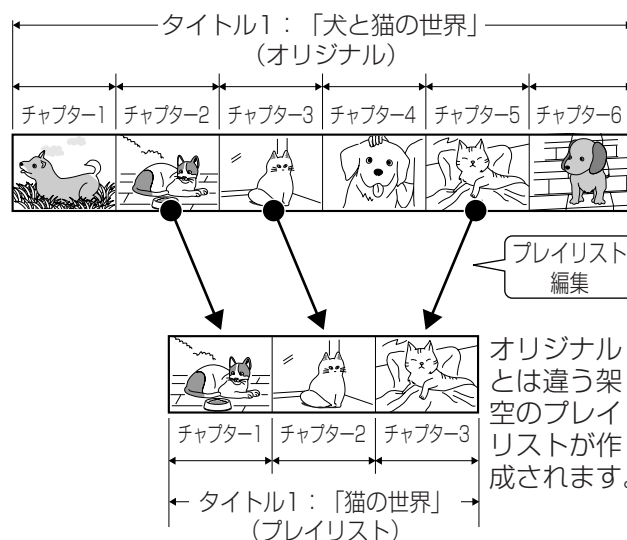 タイトル1：「犬と猫の世界」
（オリジナル）
チャプター1 チャプター2 チャプター3 チャプター4 チャプター5 チャプター6
プレイリスト
編集
オリジナル
とは違う架
空のプレイ
リストが作
成されます。
チャプター1 チャプター2 チャプター3
タイトル1：「猫の世界」
（プレイリスト）